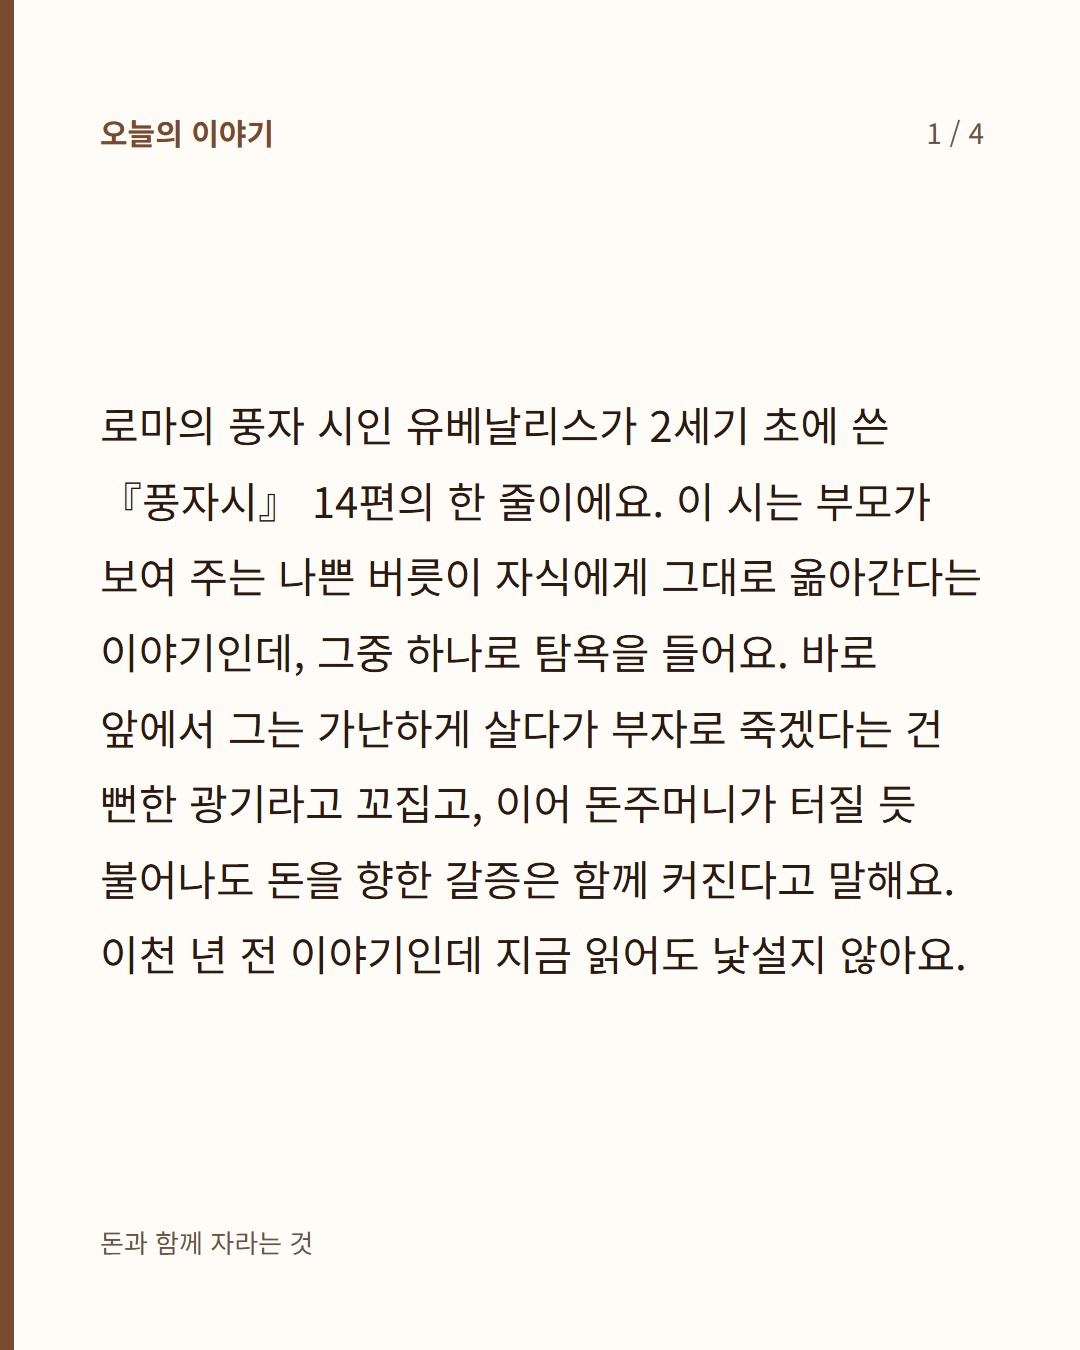 오늘의 이야기
1 / 4
로마의 풍자 시인 유베날리스가 2세기 초에 쓴
『풍자시』 14편의 한 줄이에요. 이 시는 부모가
보여 주는 나쁜 버릇이 자식에게 그대로 옮아간다는
이야기인데, 그중 하나로 탐욕을 들어요. 바로
앞에서 그는 가난하게 살다가 부자로 죽겠다는 건
뻔한 광기라고 꼬집고, 이어 돈주머니가 터질 듯
불어나도 돈을 향한 갈증은 함께 커진다고 말해요.
이천 년 전 이야기인데 지금 읽어도 낯설지 않아요.
돈과 함께 자라는 것